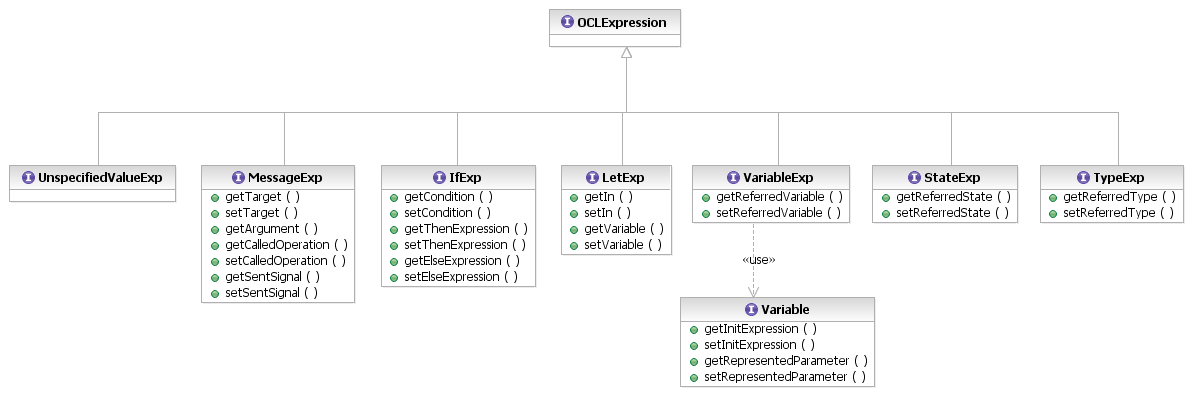 OCLExpression
UnspecifiedValueExp
MessageExp
getTarget ( )
setTarget ( )
getArgument ( )
getCalledOperation ( )
setCalledOperation ( )
getSentSignal ( )
setSentSignal ( )
IfExp
getCondition ( )
setCondition ( )
getThenExpression ( )
setThenExpression ( )
getElseExpression ( )
setElseExpression ( )
LetExp
getIn ( )
setIn ( )
getVariable ( )
setVariable ( )
VariableExp
getReferredVariable ( )
setReferredVariable ( )
StateExp
getReferredState ( )
setReferredState ( )
TypeExp
getReferredType ( )
setReferredType ( )
«use»
Variable
getInitExpression ( )
setInitExpression ( )
getRepresentedParameter ( )
setRepresentedParameter ( )